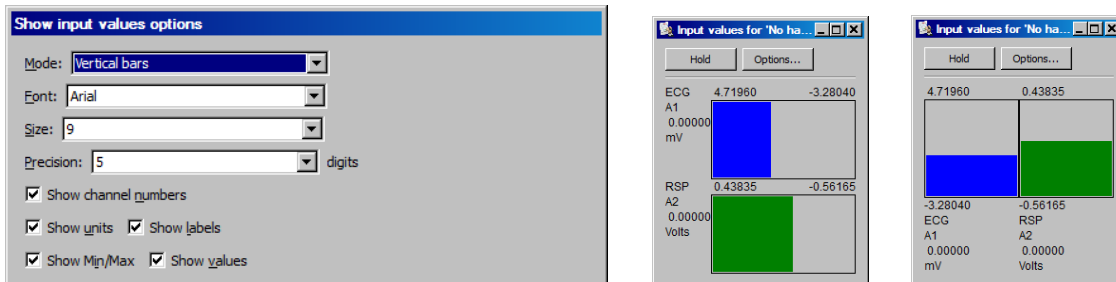 Show input values options
Mode: Vertical bars
Font: Arial
Size: 9
Precision: 5 digits
Show channel numbers
Show units Show labels
Show Min/Max Show values
Input values for 'No ha...
Hold Options...
ECG 4.71960 -3.28040
A1
0.00000
mV
RSP 0.43835 -0.56165
A2
0.00000
Volts
Input values for 'No ha...
Hold Options...
4.71960 0.43835
-3.28040 -0.56165
ECG RSP
A1 A2
0.00000 0.00000
mV Volts